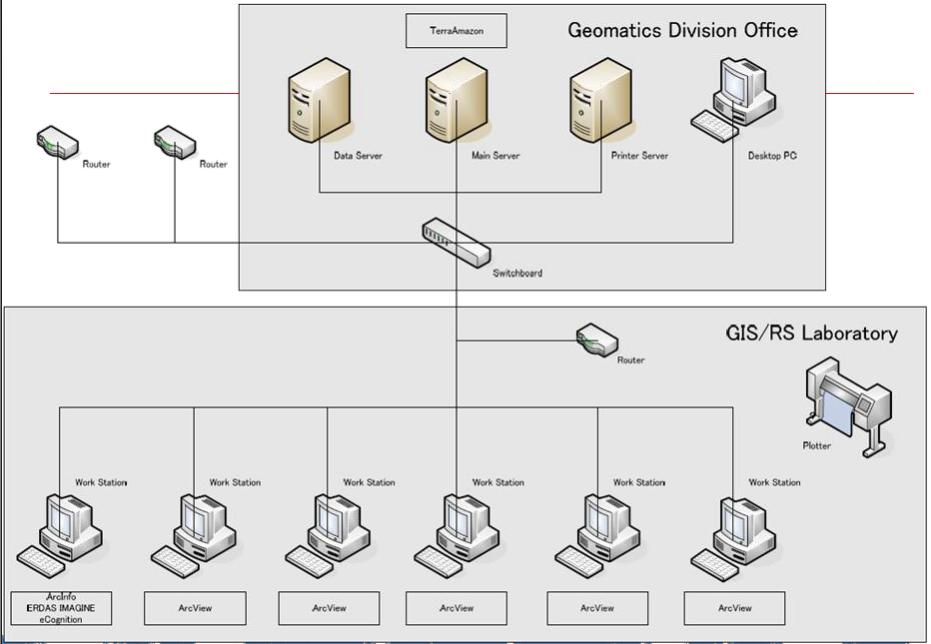 TerraAmazon
Geomatics Division Office
Data Server
Main Server
Printer Server
Desktop PC
Router
Router
Switchboard
GIS/RS Laboratory
Router
Plotter
Work Station
Work Station
Work Station
Work Station
Work Station
Work Station
ArcInfo
ERDAS IMAGINE
eCognition
ArcView
ArcView
ArcView
ArcView
ArcView